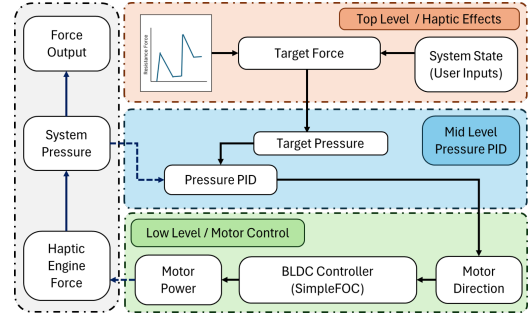 Top Level / Haptic Effects
Force
Output
Resistance Force
Target Force
System State
(User Inputs)
System
Pressure
Target Pressure
Mid Level
Pressure PID
Pressure PID
Low Level / Motor Control
Haptic
Engine
Force
Motor
Power
BLDC Controller
(SimpleFOC)
Motor
Direction